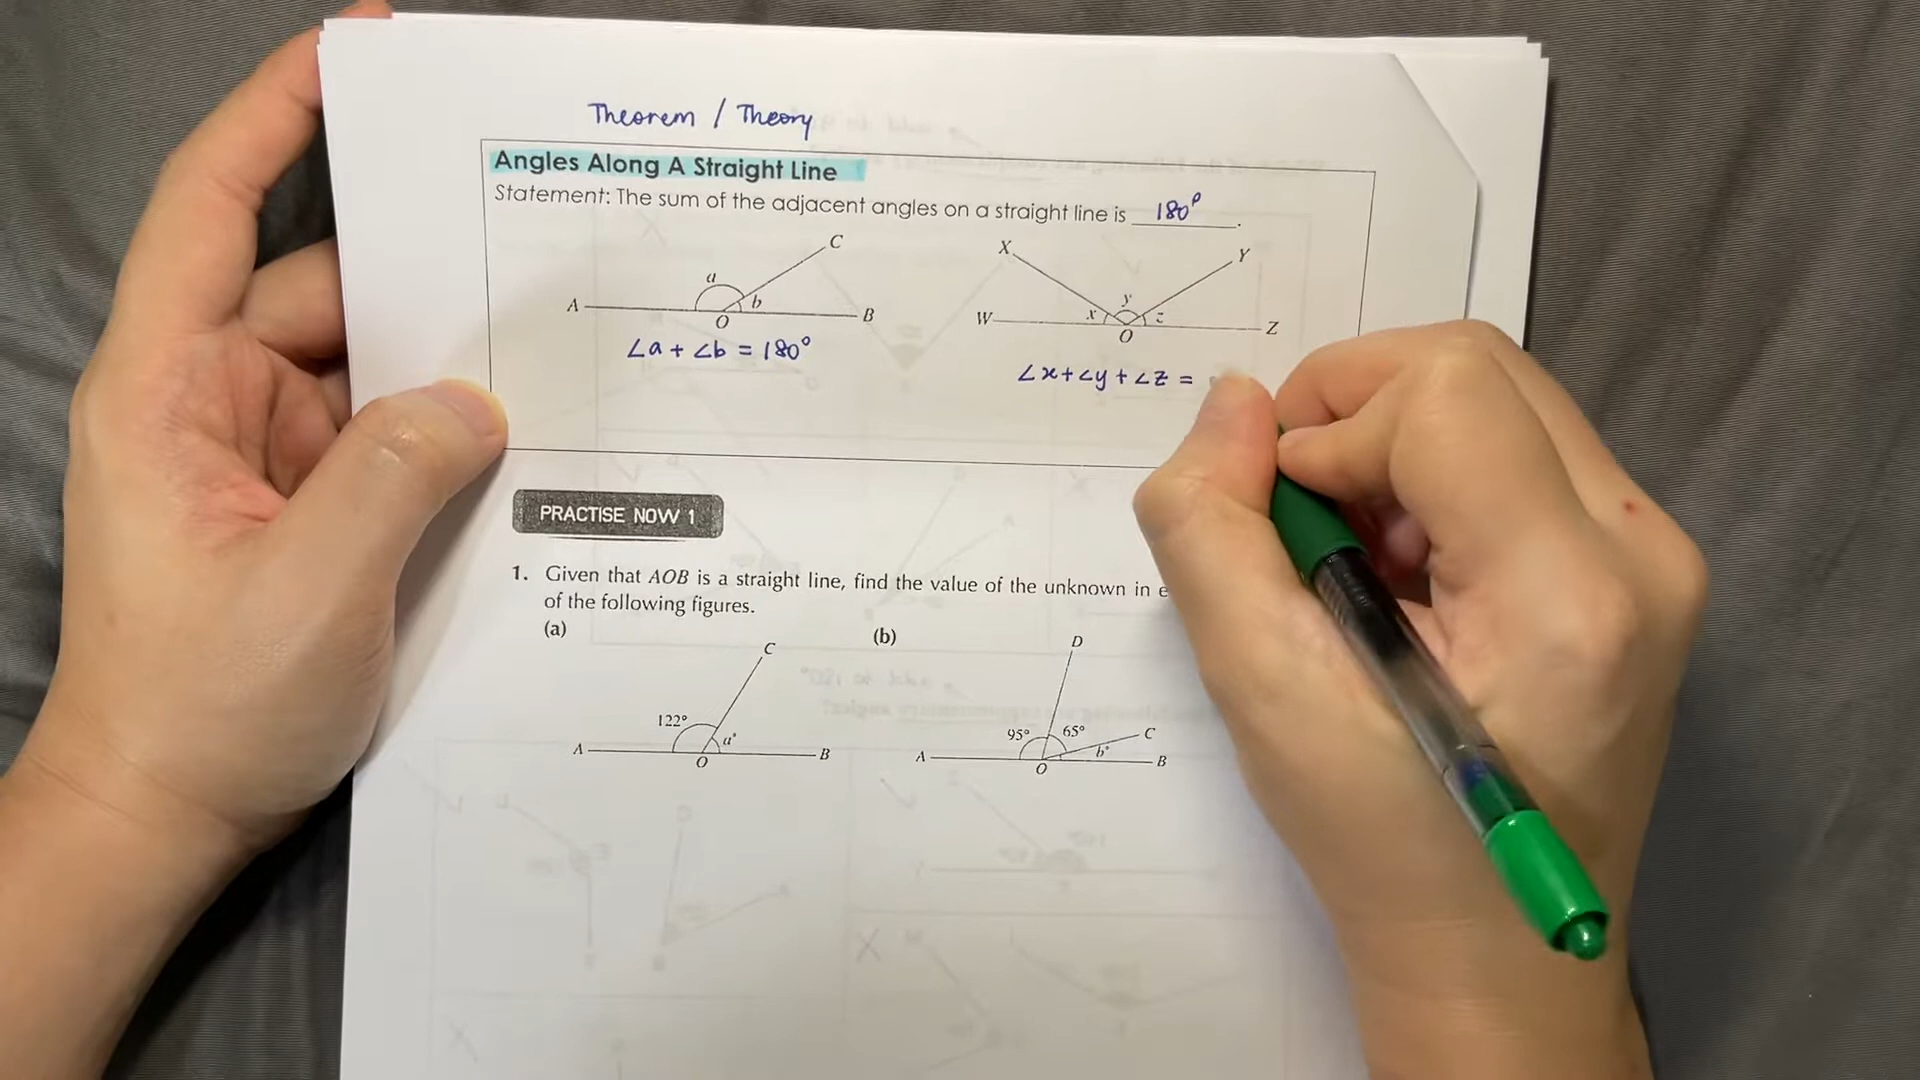 Theorem / Theory
Angles Along A Straight Line
Statement: The sum of the adjacent angles on a straight line is 180°.
C
a
b
A
B
O
∠a + ∠b = 180°
X
Y
y
x
z
W
Z
O
∠x + ∠y + ∠z =
PRACTISE NOW 1
1. Given that AOB is a straight line, find the value of the unknown in e
of the following figures.
(a)
C
122°
a°
A
B
O
(b)
D
95°
65°
C
b°
A
B
O